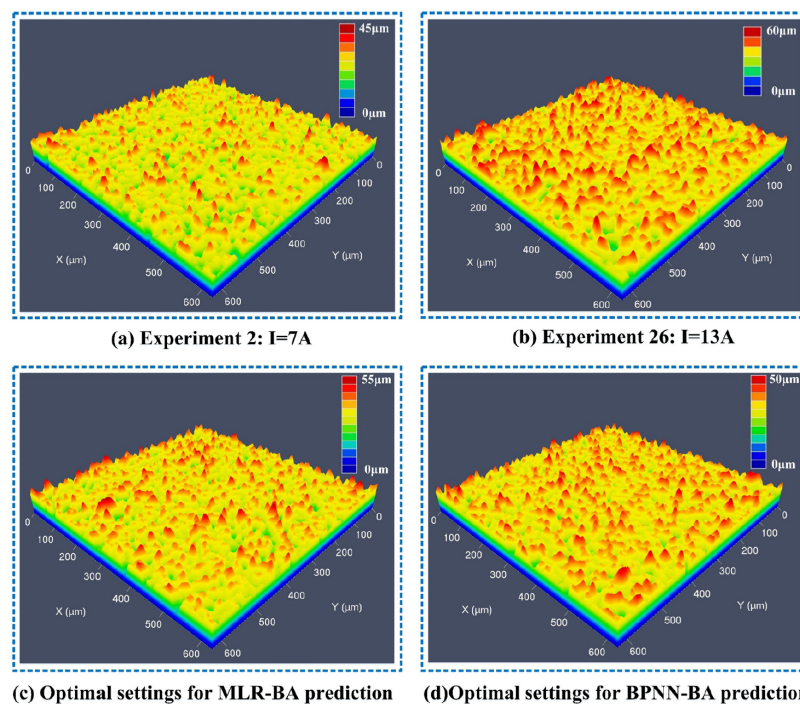 45μm
0μm
0
100
200
300
400
500
600
X (μm)
0
100
200
300
400
500
600
Y (μm)
(a) Experiment 2: I=7A
60μm
0μm
0
100
200
300
400
500
600
X (μm)
0
100
200
300
400
500
600
Y (μm)
(b) Experiment 26: I=13A
55μm
0μm
0
100
200
300
400
500
600
X (μm)
0
100
200
300
400
500
600
Y (μm)
(c) Optimal settings for MLR-BA prediction
50μm
0μm
0
100
200
300
400
500
600
X (μm)
0
100
200
300
400
500
600
Y (μm)
(d)Optimal settings for BPNN-BA prediction